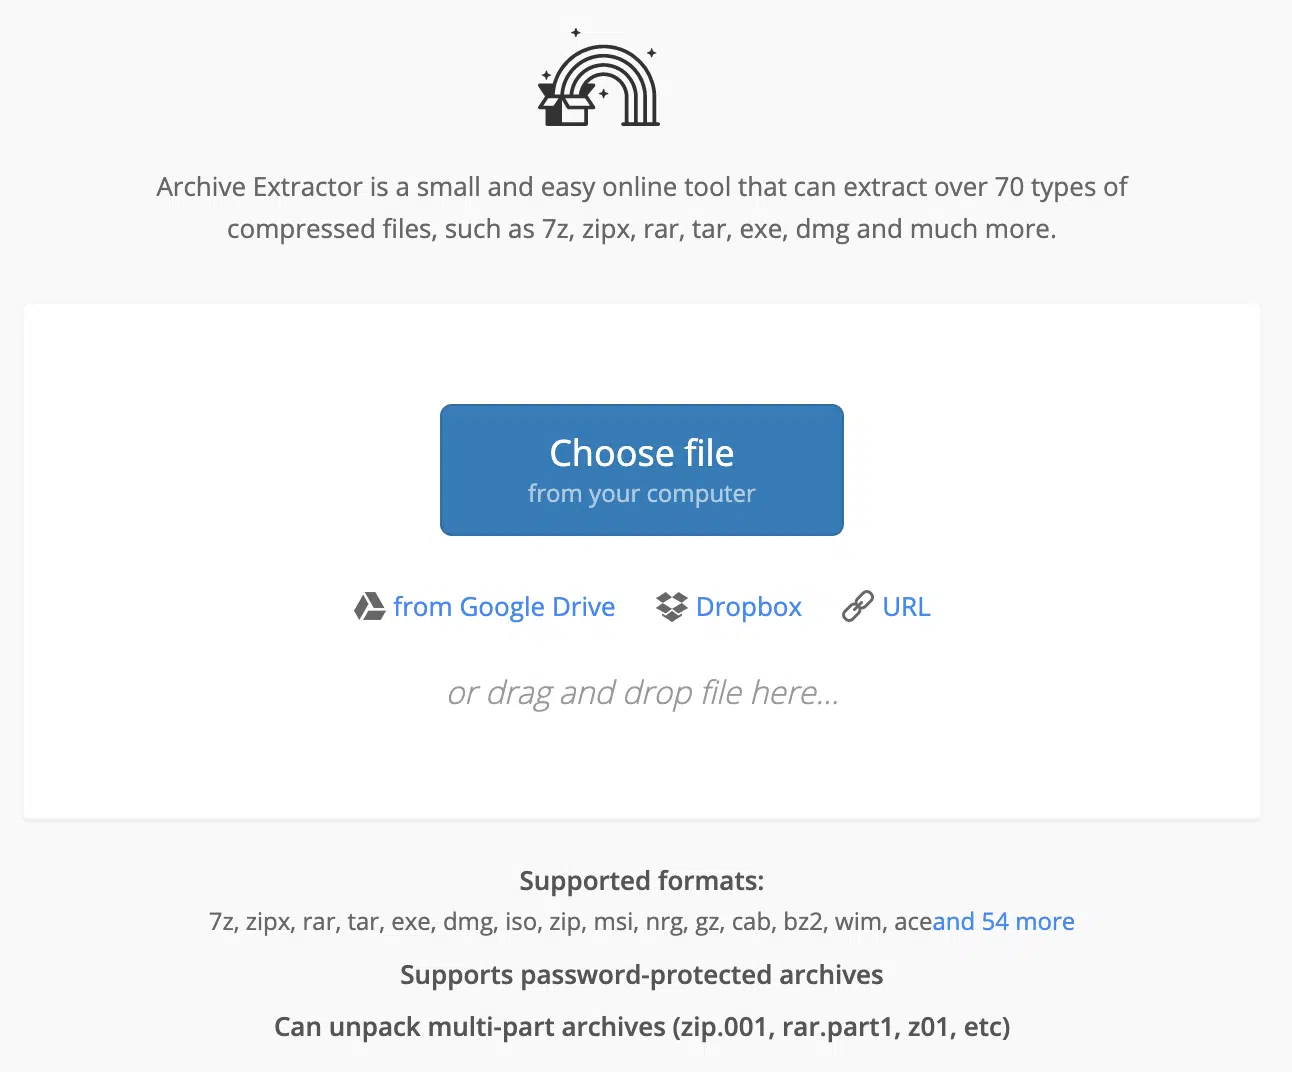 Archive Extractor is a small and easy online tool that can extract over 70 types of
compressed files, such as 7z, zipx, rar, tar, exe, dmg and much more.
Choose file
from your computer
from Google Drive Dropbox URL
or drag and drop file here...
Supported formats:
7z, zipx, rar, tar, exe, dmg, iso, zip, msi, nrg, gz, cab, bz2, wim, aceand 54 more
Supports password-protected archives
Can unpack multi-part archives (zip.001, rar.part1, z01, etc)